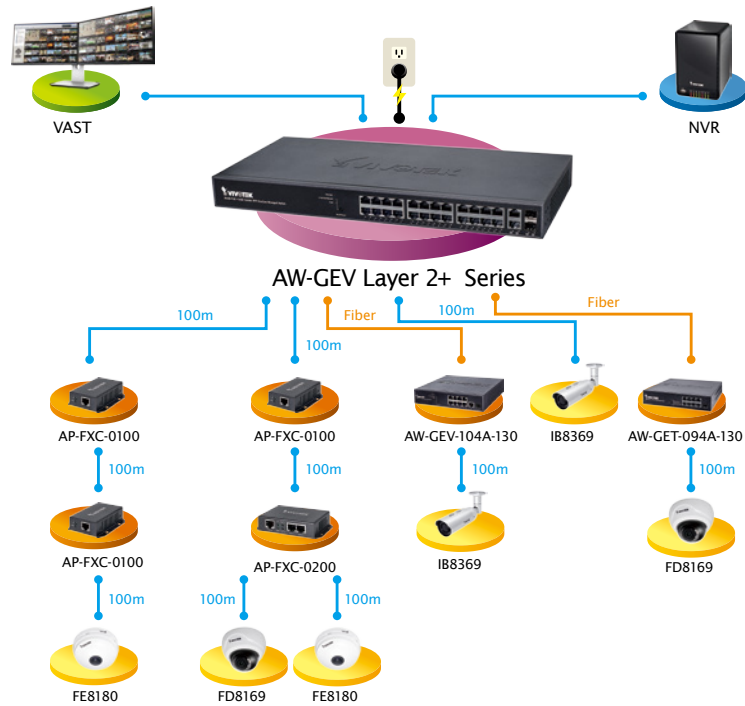 VAST
NVR
VIVOTEK
VIVOTEK
AW-GEV Layer 2+ Series
100m
100m
Fiber
100m
Fiber
AP-FXC-0100
AP-FXC-0100
AW-GEV-104A-130
IB8369
AW-GET-094A-130
100m
100m
100m
100m
AP-FXC-0100
AP-FXC-0200
IB8369
FD8169
100m
100m
100m
FE8180
FD8169
FE8180